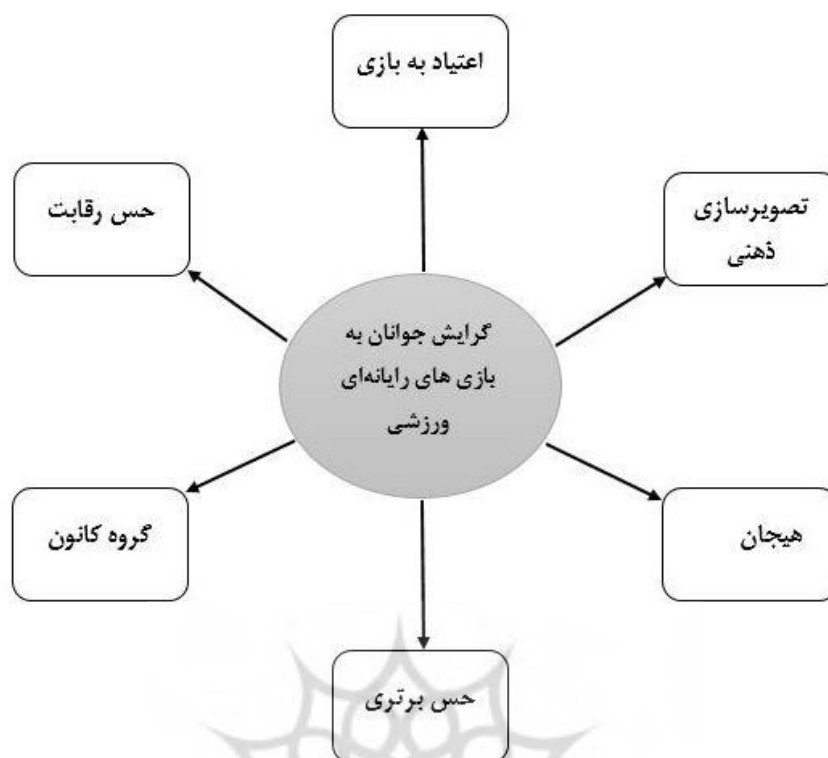 اعتیاد به بازی
تصویرسازی
ذهنی
حس رقابت
گرایش جوانان به
بازی های رایانه‌ای
ورزشی
هیجان
گروه کانون
حس برتری